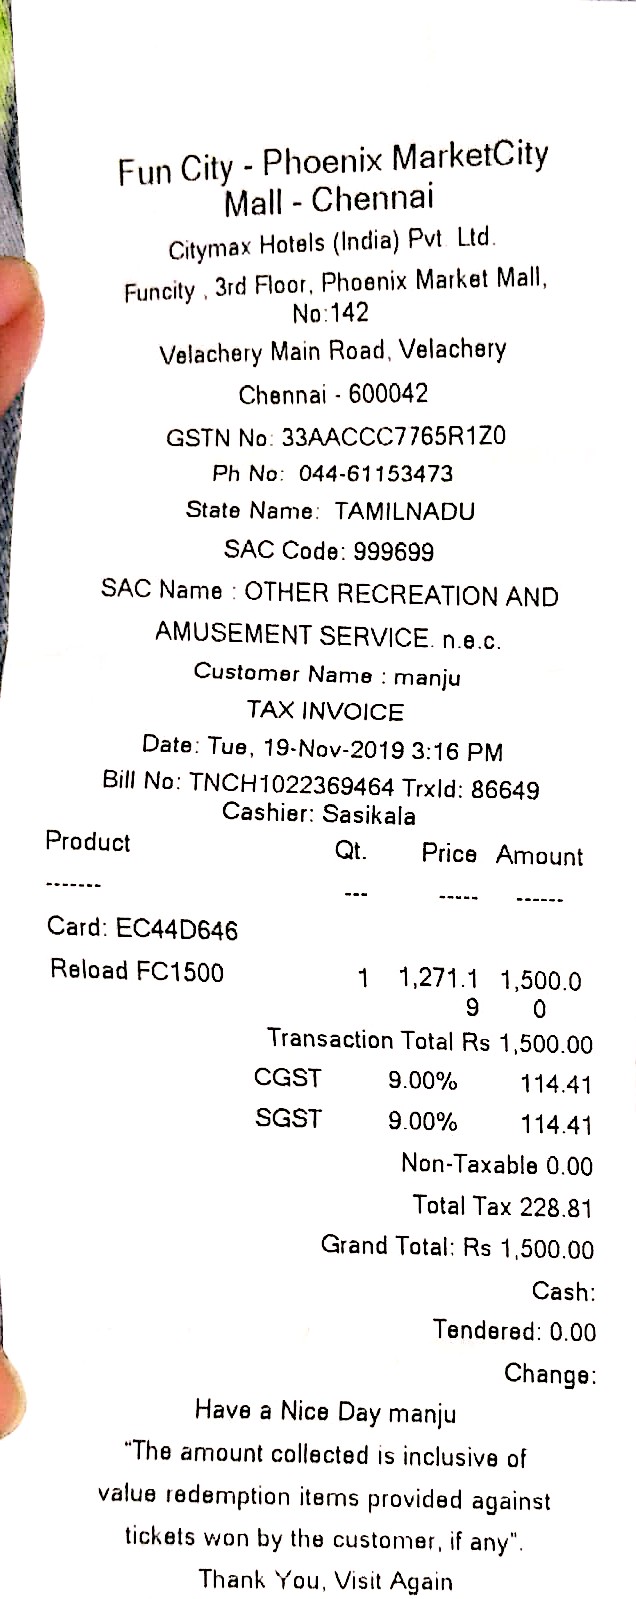 Fun City - Phoenix MarketCity
Mall - Chennai
Citymax Hotels (India) Pvt. Ltd.
Funcity , 3rd Floor, Phoenix Market Mall,
No:142
Velachery Main Road, Velachery
Chennai - 600042
GSTN No: 33AACCC7765R1Z0
Ph No: 044-61153473
State Name: TAMILNADU
SAC Code: 999699
SAC Name : OTHER RECREATION AND
AMUSEMENT SERVICE. n.e.c.
Customer Name : manju
TAX INVOICE
Date: Tue, 19-Nov-2019 3:16 PM
Bill No: TNCH1022369464 TrxId: 86649
Cashier: Sasikala
Product Qt. Price Amount
------- --- ----- ------
Card: EC44D646
Reload FC1500 1 1,271.1 1,500.0
9 0
Transaction Total Rs 1,500.00
CGST 9.00% 114.41
SGST 9.00% 114.41
Non-Taxable 0.00
Total Tax 228.81
Grand Total: Rs 1,500.00
Cash:
Tendered: 0.00
Change:
Have a Nice Day manju
"The amount collected is inclusive of
value redemption items provided against
tickets won by the customer, if any".
Thank You, Visit Again